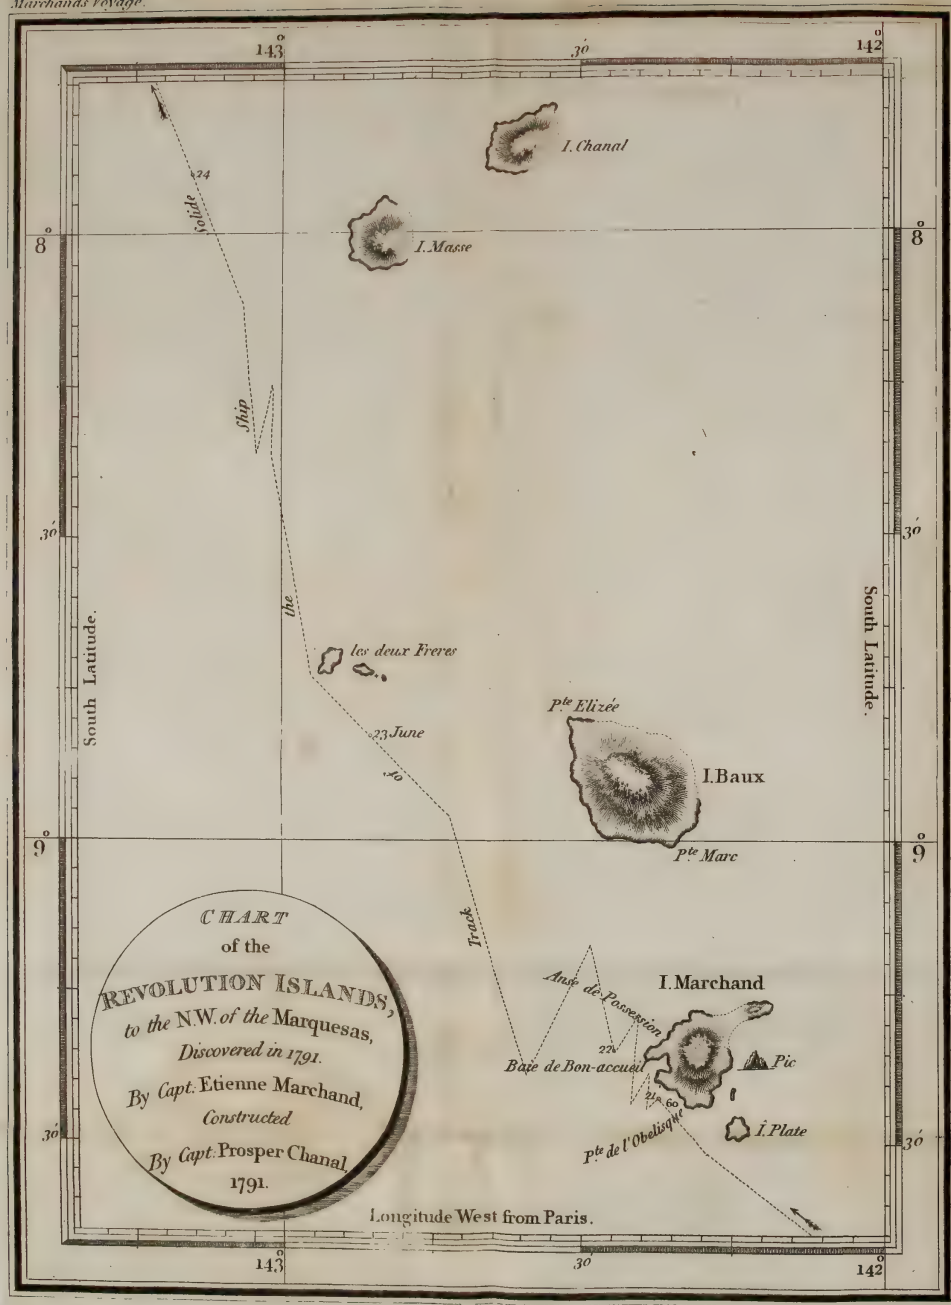 Marchands Voyage.
143°
30'
142°
I. Chanal
24
Solide
8°
8°
I. Masse
Ship
30'
30'
the
les deux Freres
South Latitude.
South Latitude.
P.te Elizée
23 June
I. Baux
of
9°
9°
P.te Marc
CHART
of the
REVOLUTION ISLANDS,
to the N.W. of the Marquesas,
Discovered in 1791.
By Capt. Etienne Marchand,
Constructed
By Capt. Prosper Chanal,
1791.
Track
I. Marchand
Anse de Possession
22
Baie de Bon-accueil
Pic
21
60
P.te de l'Obelisque
I. Plate
30'
30'
Longitude West from Paris.
143°
30'
142°